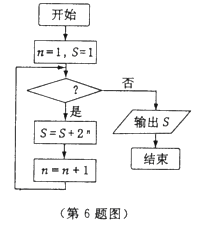 开始
n=1, S=1
?
否
是
S=S+2ⁿ
输出 S
n=n+1
结束
(第6题图)